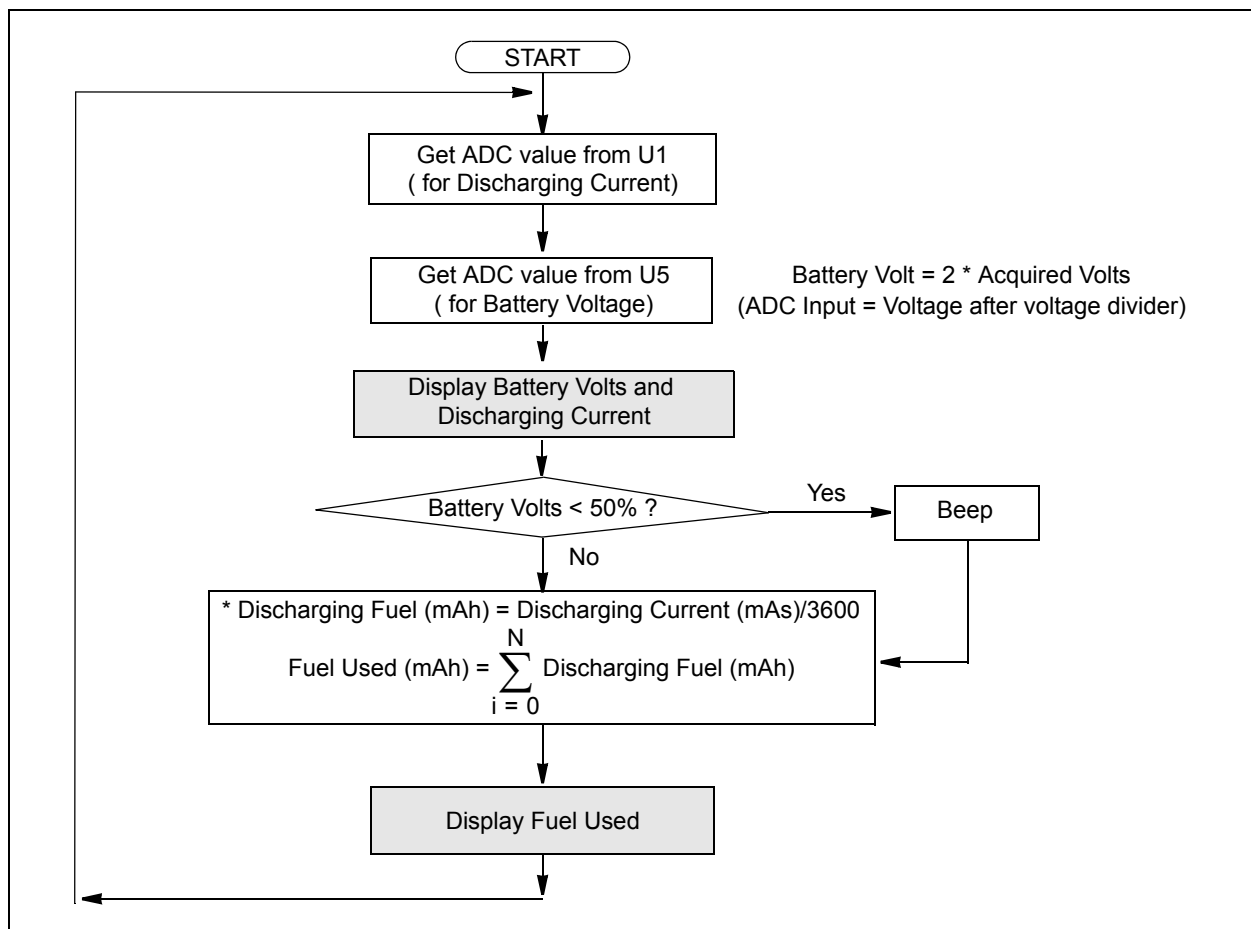 START
Get ADC value from U1
( for Discharging Current)
Get ADC value from U5
( for Battery Voltage)
Battery Volt = 2 * Acquired Volts
(ADC Input = Voltage after voltage divider)
Display Battery Volts and
Discharging Current
Battery Volts < 50% ?
Yes
Beep
No
* Discharging Fuel (mAh) = Discharging Current (mAs)/3600
N
Fuel Used (mAh) = ∑ Discharging Fuel (mAh)
i = 0
Display Fuel Used